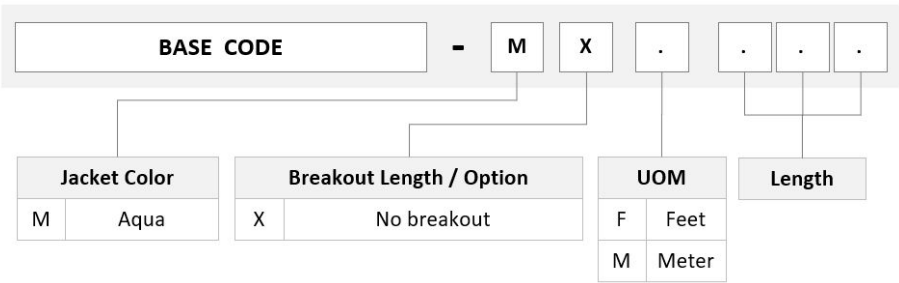 BASE CODE - M X . . . .
Jacket Color
M Aqua
Breakout Length / Option
X No breakout
UOM
F Feet
M Meter
Length